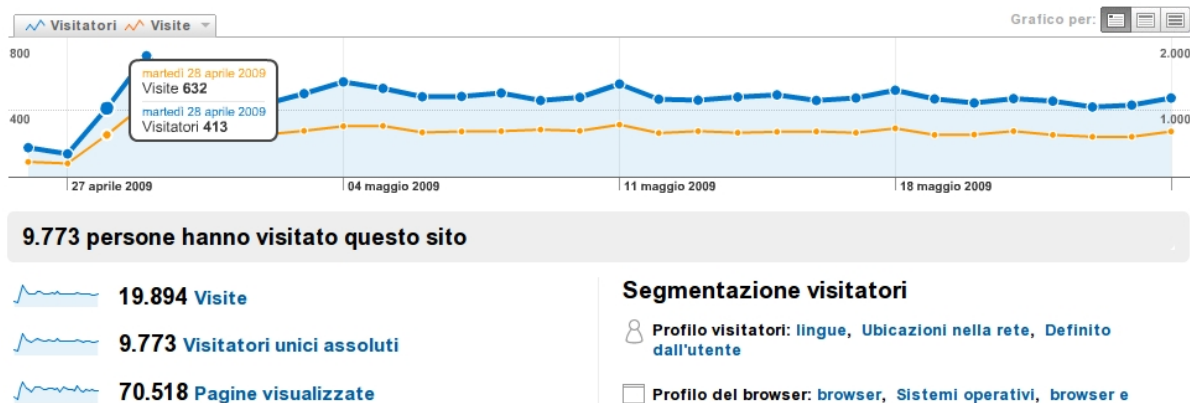 Visitatori Visite
Grafico per:
800
2.000
martedì 28 aprile 2009
Visite 632
martedì 28 aprile 2009
Visitatori 413
400
1.000
27 aprile 2009
04 maggio 2009
11 maggio 2009
18 maggio 2009
9.773 persone hanno visitato questo sito
19.894 Visite
9.773 Visitatori unici assoluti
70.518 Pagine visualizzate
Segmentazione visitatori
Profilo visitatori: lingue, Ubicazioni nella rete, Definito
dall'utente
Profilo del browser: browser, Sistemi operativi, browser e